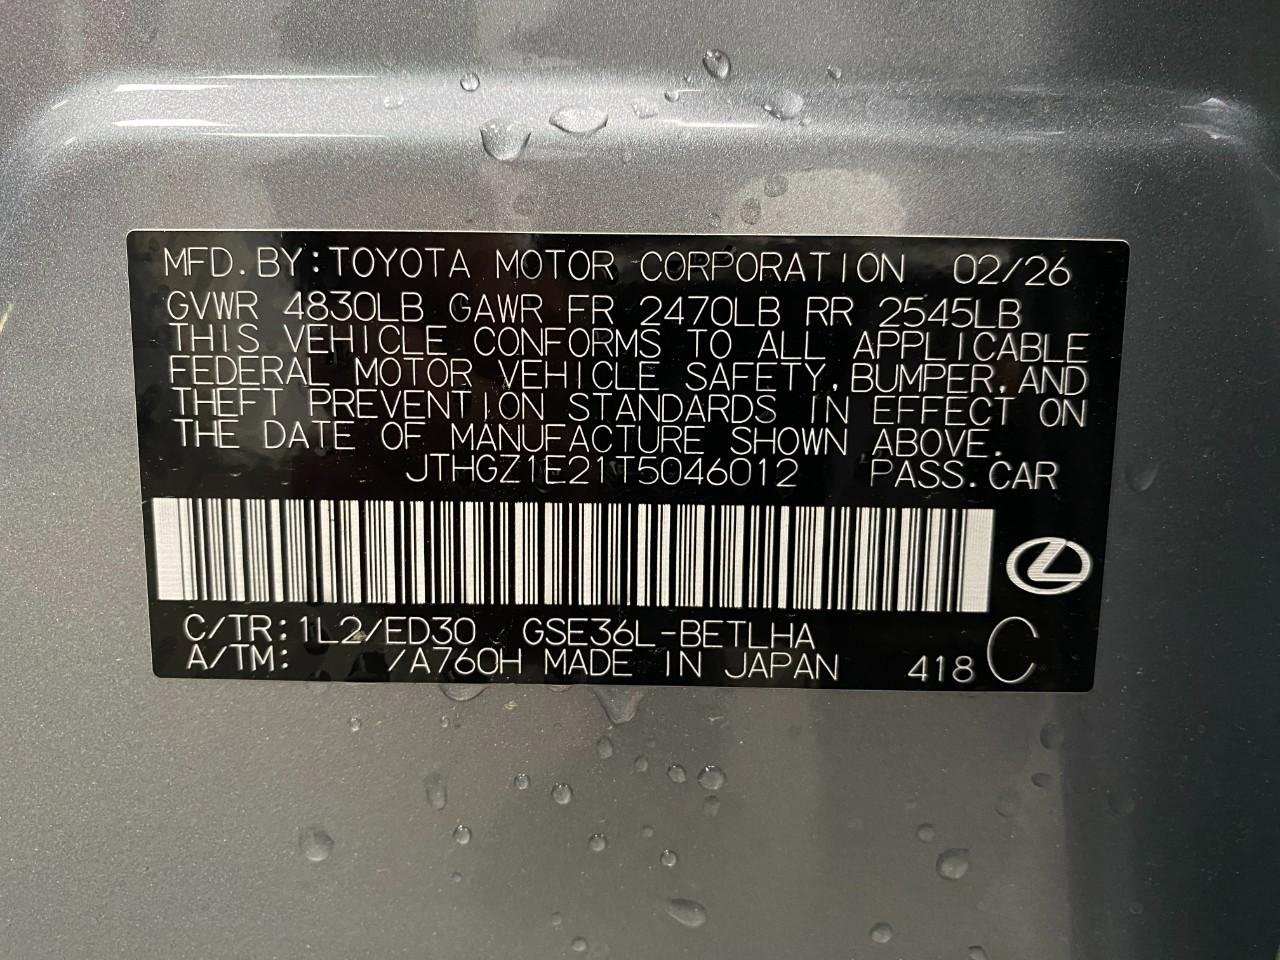 MFD.BY:TOYOTA MOTOR CORPORATION 02/26
GVWR 4830LB GAWR FR 2470LB RR 2545LB
THIS VEHICLE CONFORMS TO ALL APPLICABLE
FEDERAL MOTOR VEHICLE SAFETY,BUMPER,AND
THEFT PREVENTION STANDARDS IN EFFECT ON
THE DATE OF MANUFACTURE SHOWN ABOVE.
JTHGZ1E21T5046012 PASS.CAR
C/TR:1L2/ED30 GSE36L-BETLHA
A/TM: /A760H MADE IN JAPAN 418 C